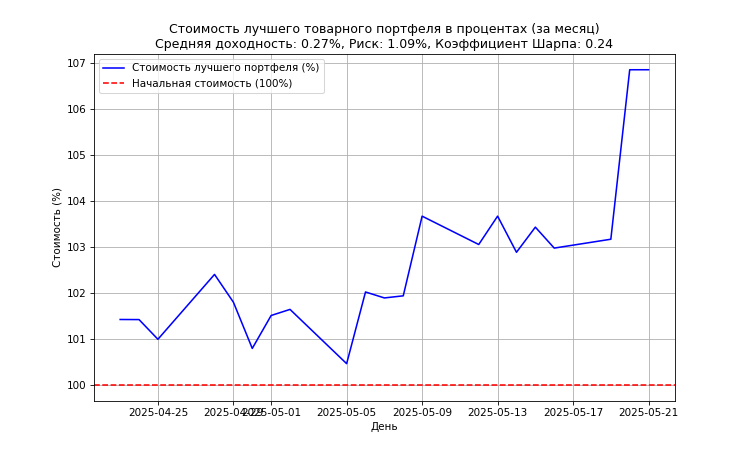 Стоимость лучшего товарного портфеля в процентах (за месяц)
Средняя доходность: 0.27%, Риск: 1.09%, Коэффициент Шарпа: 0.24
Стоимость лучшего портфеля (%)
Начальная стоимость (100%)
Стоимость (%)
107
106
105
104
103
102
101
100
2025-04-25
2025-04-29
2025-05-01
2025-05-05
2025-05-09
2025-05-13
2025-05-17
2025-05-21
День